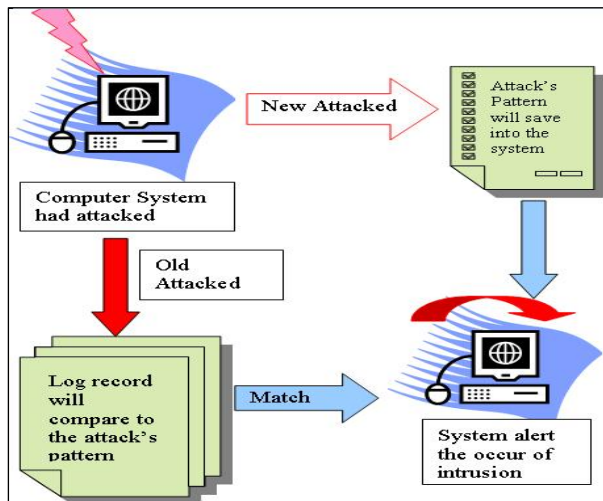 New Attacked
Attack's
Pattern
will save
into the
system
Computer System
had attacked
Old
Attacked
Log record
will
compare to
the attack's
pattern
Match
System alert
the occur of
intrusion